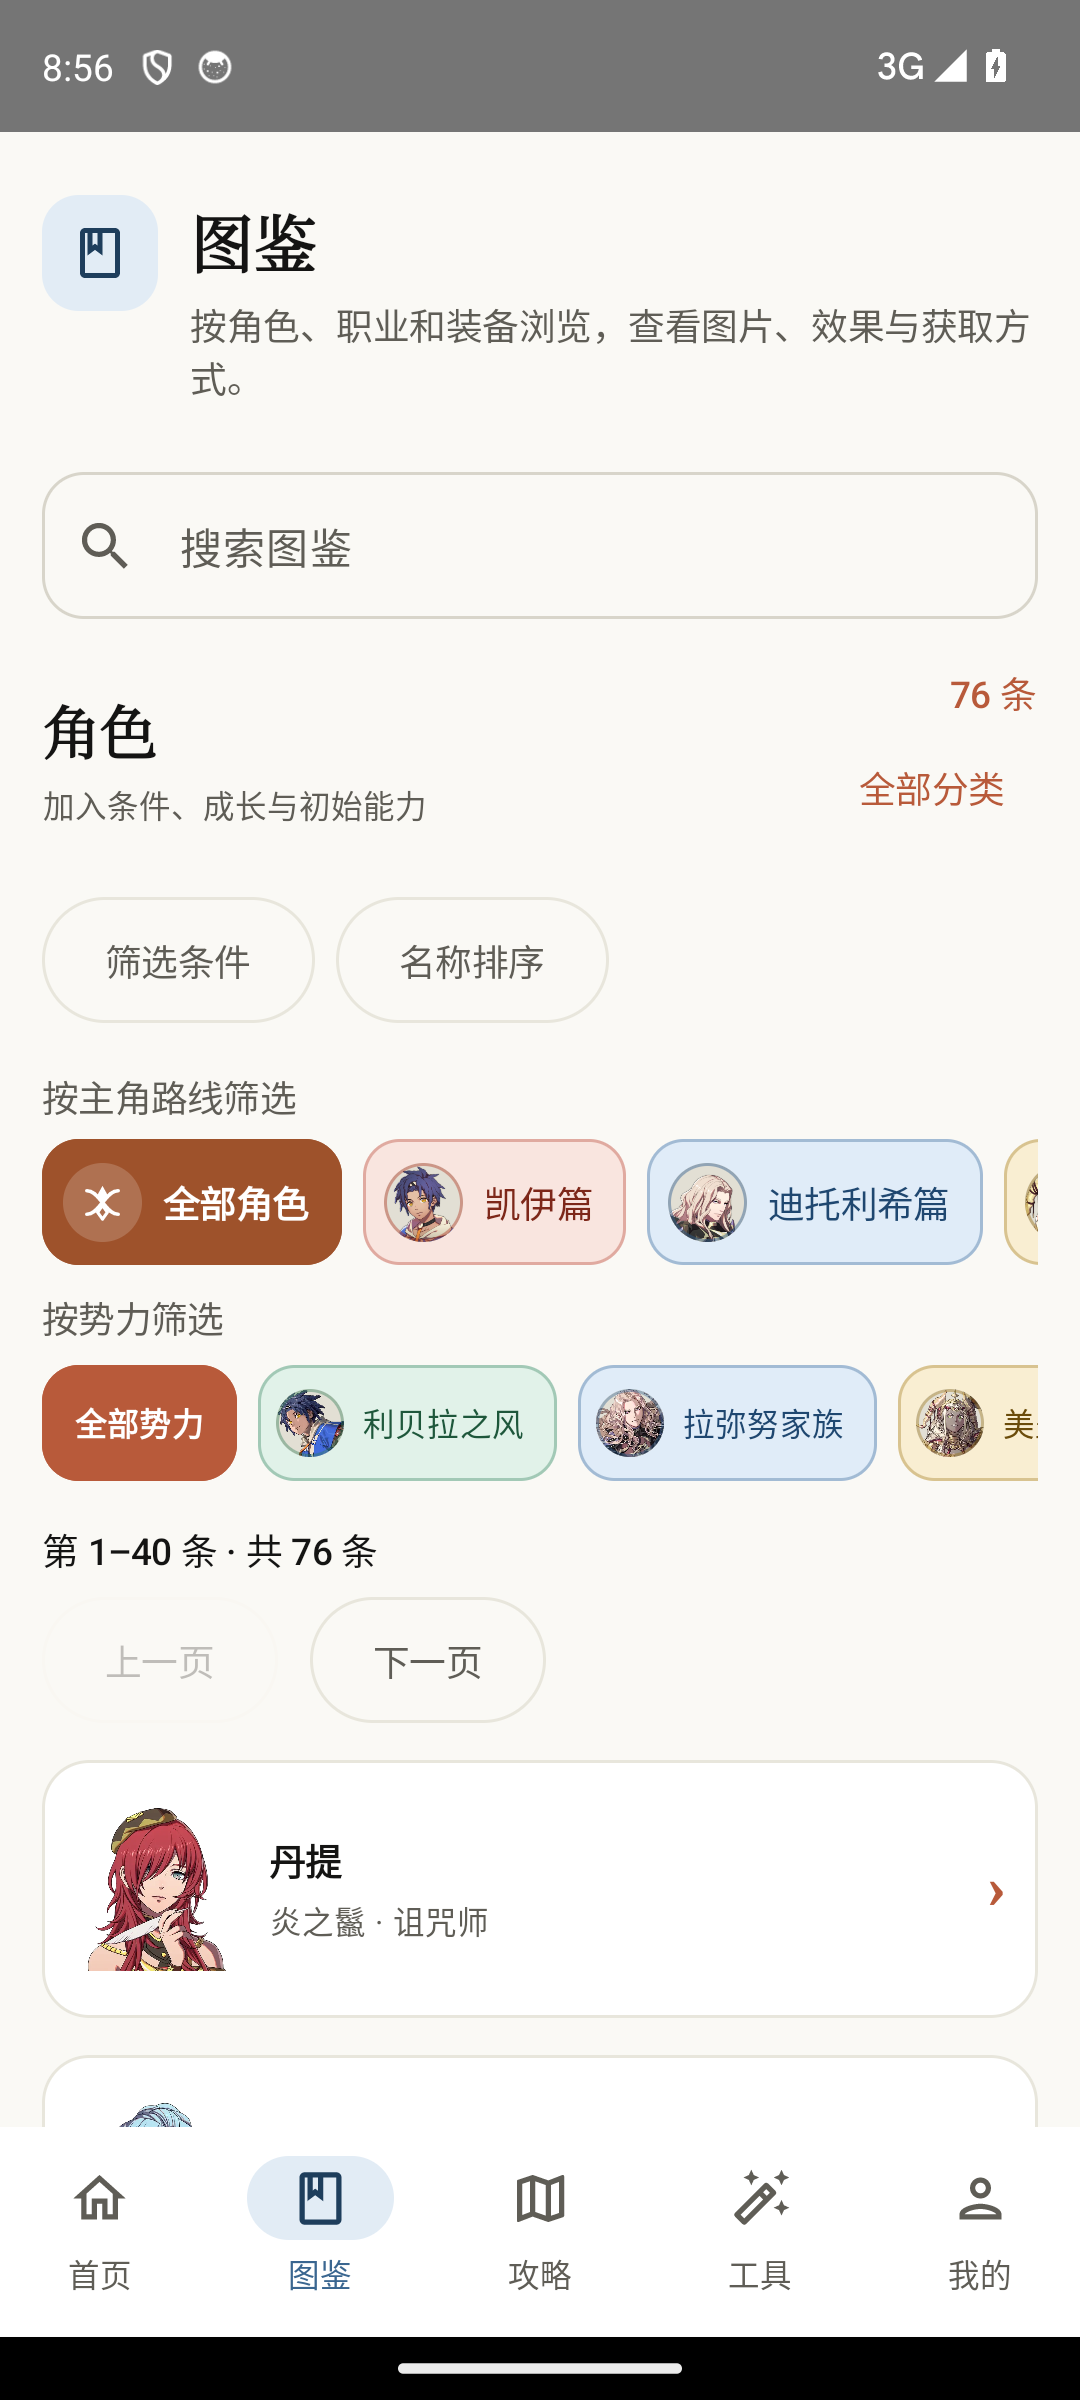 8:56
3G
图鉴
按角色、职业和装备浏览，查看图片、效果与获取方
式。
搜索图鉴
76 条
角色
全部分类
加入条件、成长与初始能力
筛选条件 名称排序
按主角路线筛选
全部角色 凯伊篇 迪托利希篇
按势力筛选
全部势力 利贝拉之风 拉弥努家族 美
第 1–40 条 · 共 76 条
上一页 下一页
丹提
炎之鬣 · 诅咒师
首页 图鉴 攻略 工具 我的